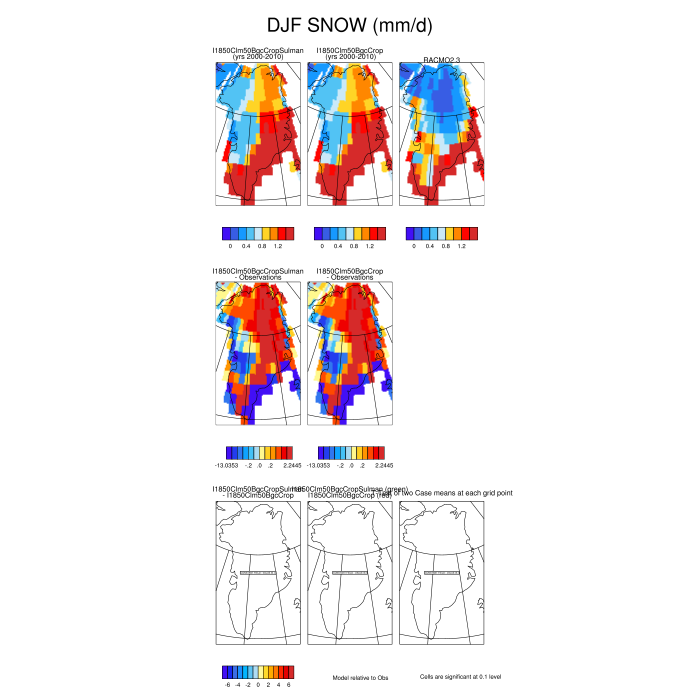 DJF SNOW (mm/d)
I1850Clm50BgcCropSulman
(yrs 2000-2010)
I1850Clm50BgcCrop
(yrs 2000-2010)
RACMO2.3
0 0.4 0.8 1.2
0 0.4 0.8 1.2
0 0.4 0.8 1.2
I1850Clm50BgcCropSulman
- Observations
I1850Clm50BgcCrop
- Observations
-13.0353 -.2 .0 .2 2.2445
-13.0353 -.2 .0 .2 2.2445
I1850Clm50BgcCropSulman
- I1850Clm50BgcCrop
I1850Clm50BgcCropSulman (green)
I1850Clm50BgcCrop (red)
of two Case means at each grid point
-6 -4 -2 0 2 4 6
Model relative to Obs
Cells are significant at 0.1 level